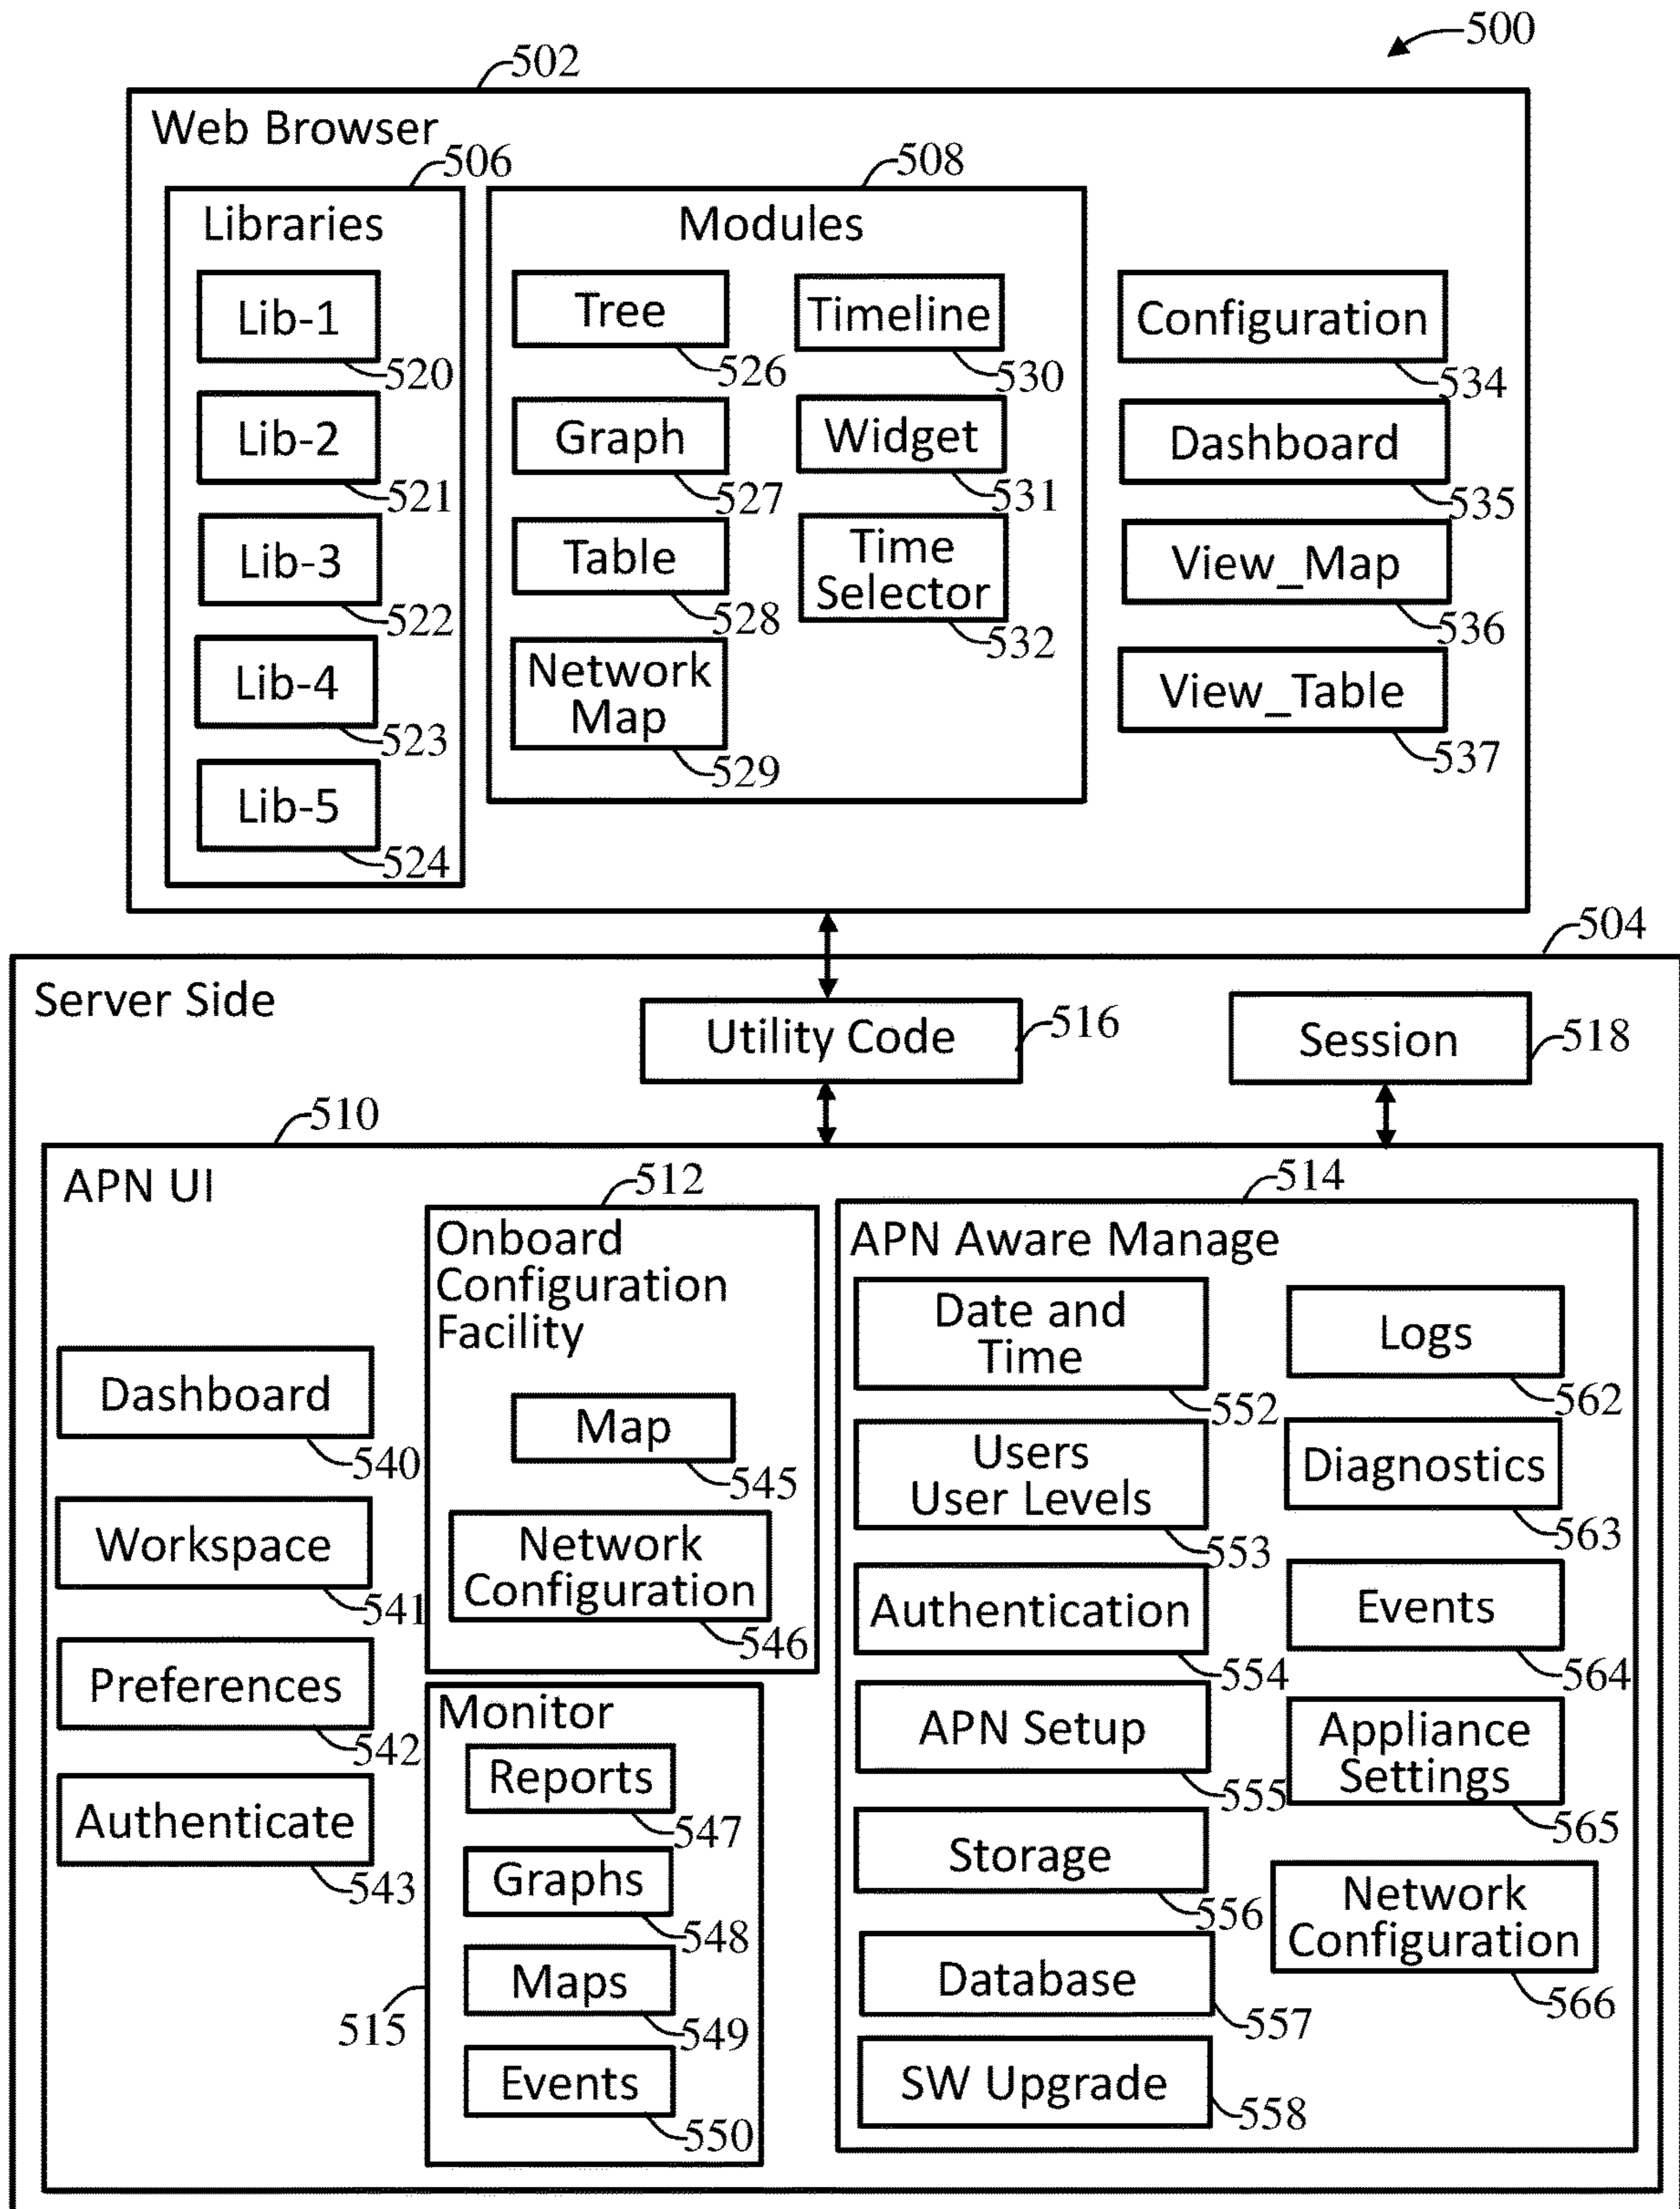 500
502
Web Browser
506
Libraries
Lib-1
520
Lib-2
521
Lib-3
522
Lib-4
523
Lib-5
524
508
Modules
Tree
526
Timeline
530
Graph
527
Widget
531
Table
528
Time
Selector
532
Network
Map
529
Configuration
534
Dashboard
535
View_Map
536
View_Table
537
504
Server Side
Utility Code
516
Session
518
510
APN UI
Dashboard
540
Workspace
541
Preferences
542
Authenticate
543
512
Onboard
Configuration
Facility
Map
545
Network
Configuration
546
Monitor
Reports
547
Graphs
548
Maps
549
515
Events
550
514
APN Aware Manage
Date and
Time
552
Users
User Levels
553
Authentication
554
APN Setup
555
Storage
556
Database
557
SW Upgrade
558
Logs
562
Diagnostics
563
Events
564
Appliance
Settings
565
Network
Configuration
566